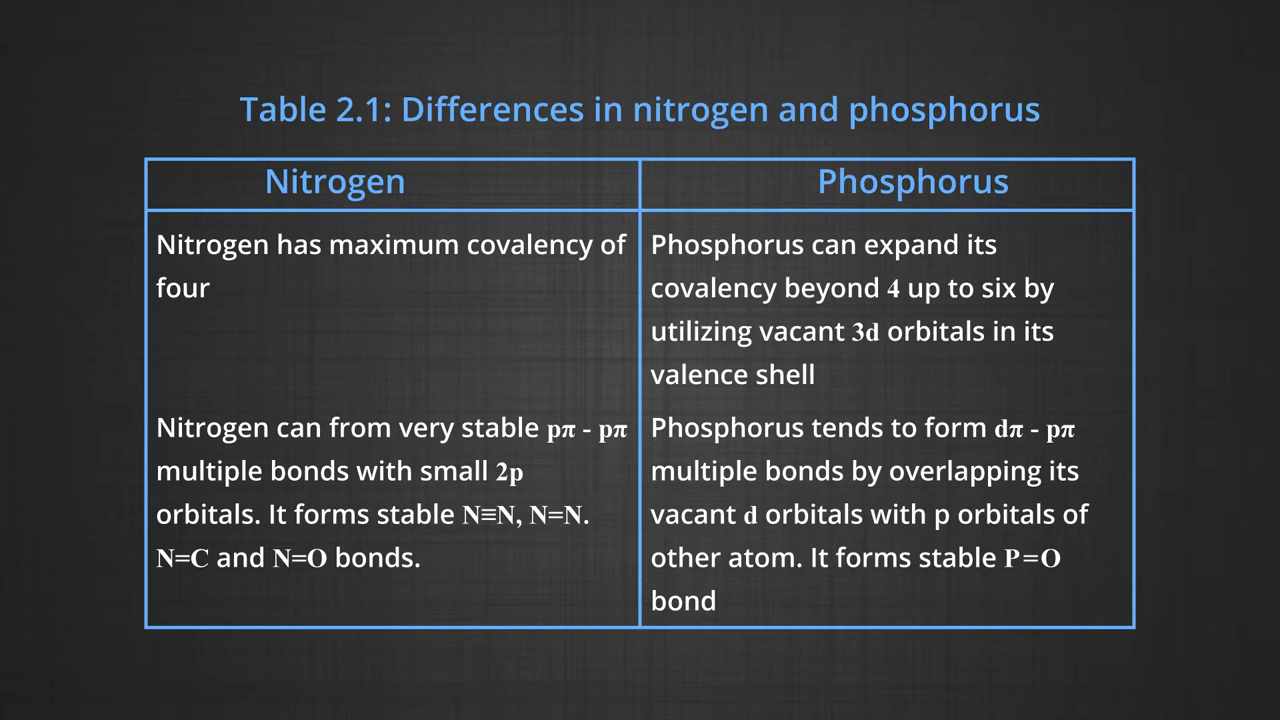 Table 2.1: Differences in nitrogen and phosphorus
Nitrogen
Phosphorus
Nitrogen has maximum covalency of
four
Phosphorus can expand its
covalency beyond 4 up to six by
utilizing vacant 3d orbitals in its
valence shell
Nitrogen can from very stable pπ - pπ
multiple bonds with small 2p
orbitals. It forms stable N≡N, N=N.
N=C and N=O bonds.
Phosphorus tends to form dπ - pπ
multiple bonds by overlapping its
vacant d orbitals with p orbitals of
other atom. It forms stable P=O
bond